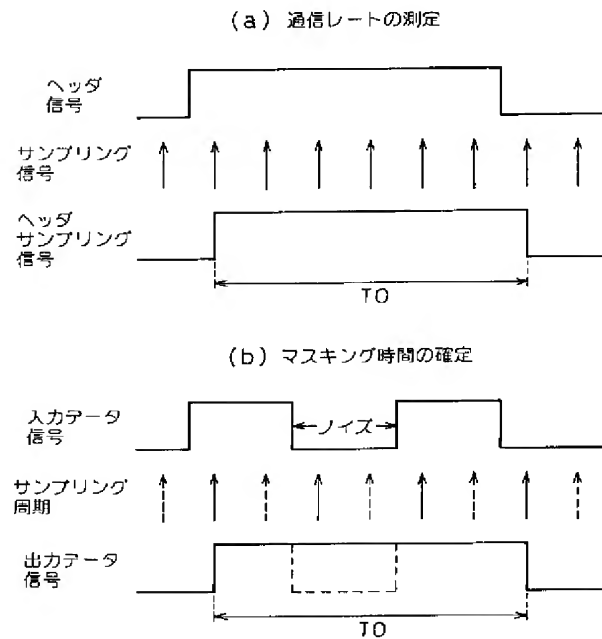 (a) 通信レートの測定
ヘッダ
信号
サンプリング
信号
ヘッダ
サンプリング
信号
TO
(b) マスキング時間の確定
入力データ
信号
ノイズ
サンプリング
周期
出力データ
信号
TO